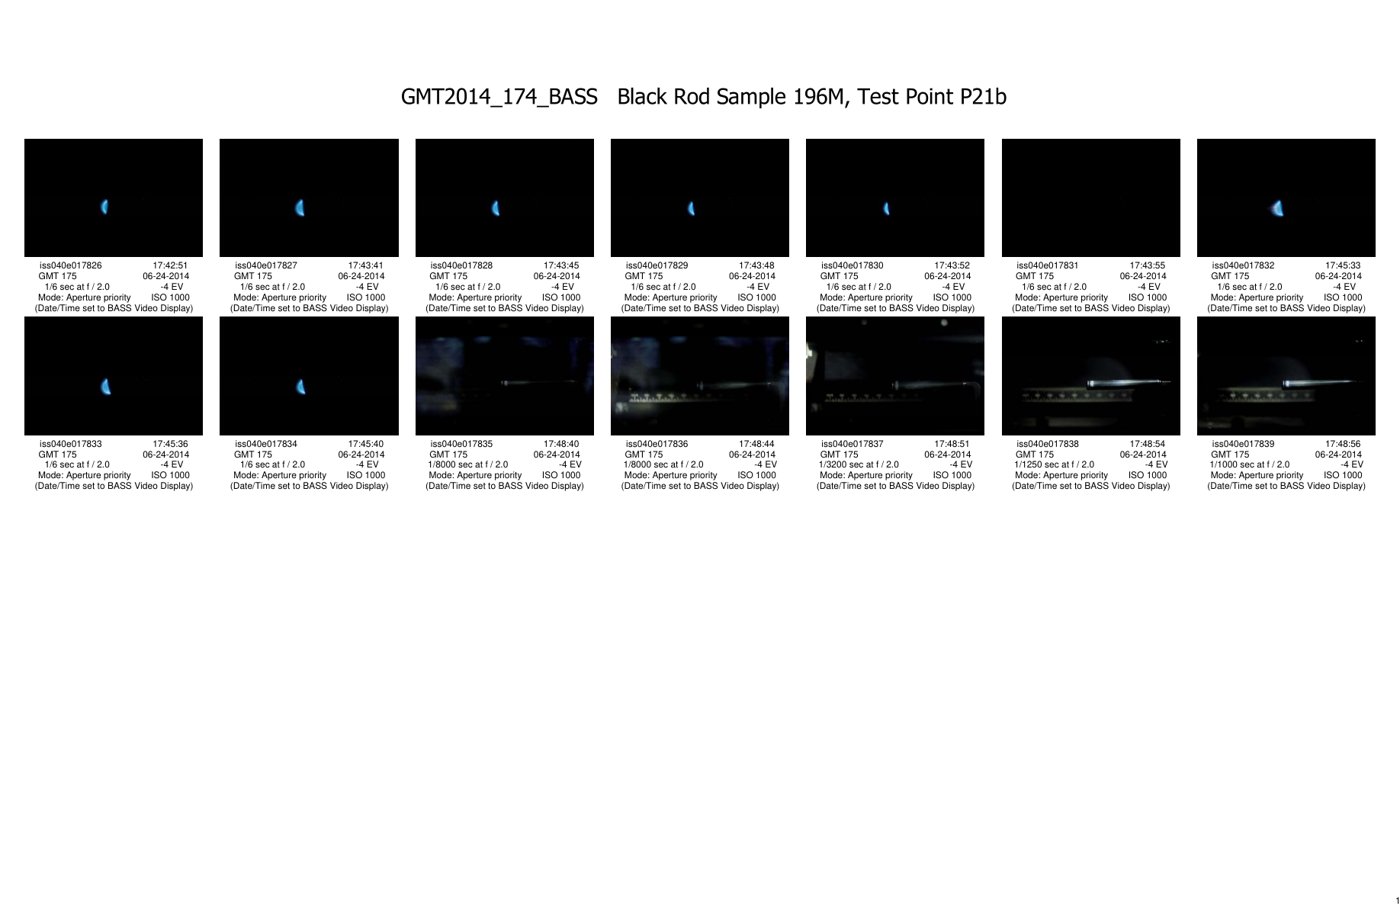 GMT2014_174_BASS   Black Rod Sample 196M, Test Point P21b
iss040e017826 17:42:51
GMT 175 06-24-2014
1/6 sec at f / 2.0 -4 EV
Mode: Aperture priority ISO 1000
(Date/Time set to BASS Video Display)
iss040e017827 17:43:41
GMT 175 06-24-2014
1/6 sec at f / 2.0 -4 EV
Mode: Aperture priority ISO 1000
(Date/Time set to BASS Video Display)
iss040e017828 17:43:45
GMT 175 06-24-2014
1/6 sec at f / 2.0 -4 EV
Mode: Aperture priority ISO 1000
(Date/Time set to BASS Video Display)
iss040e017829 17:43:48
GMT 175 06-24-2014
1/6 sec at f / 2.0 -4 EV
Mode: Aperture priority ISO 1000
(Date/Time set to BASS Video Display)
iss040e017830 17:43:52
GMT 175 06-24-2014
1/6 sec at f / 2.0 -4 EV
Mode: Aperture priority ISO 1000
(Date/Time set to BASS Video Display)
iss040e017831 17:43:55
GMT 175 06-24-2014
1/6 sec at f / 2.0 -4 EV
Mode: Aperture priority ISO 1000
(Date/Time set to BASS Video Display)
iss040e017832 17:45:33
GMT 175 06-24-2014
1/6 sec at f / 2.0 -4 EV
Mode: Aperture priority ISO 1000
(Date/Time set to BASS Video Display)
iss040e017833 17:45:36
GMT 175 06-24-2014
1/6 sec at f / 2.0 -4 EV
Mode: Aperture priority ISO 1000
(Date/Time set to BASS Video Display)
iss040e017834 17:45:40
GMT 175 06-24-2014
1/6 sec at f / 2.0 -4 EV
Mode: Aperture priority ISO 1000
(Date/Time set to BASS Video Display)
iss040e017835 17:48:40
GMT 175 06-24-2014
1/8000 sec at f / 2.0 -4 EV
Mode: Aperture priority ISO 1000
(Date/Time set to BASS Video Display)
iss040e017836 17:48:44
GMT 175 06-24-2014
1/8000 sec at f / 2.0 -4 EV
Mode: Aperture priority ISO 1000
(Date/Time set to BASS Video Display)
iss040e017837 17:48:51
GMT 175 06-24-2014
1/3200 sec at f / 2.0 -4 EV
Mode: Aperture priority ISO 1000
(Date/Time set to BASS Video Display)
iss040e017838 17:48:54
GMT 175 06-24-2014
1/1250 sec at f / 2.0 -4 EV
Mode: Aperture priority ISO 1000
(Date/Time set to BASS Video Display)
iss040e017839 17:48:56
GMT 175 06-24-2014
1/1000 sec at f / 2.0 -4 EV
Mode: Aperture priority ISO 1000
(Date/Time set to BASS Video Display)